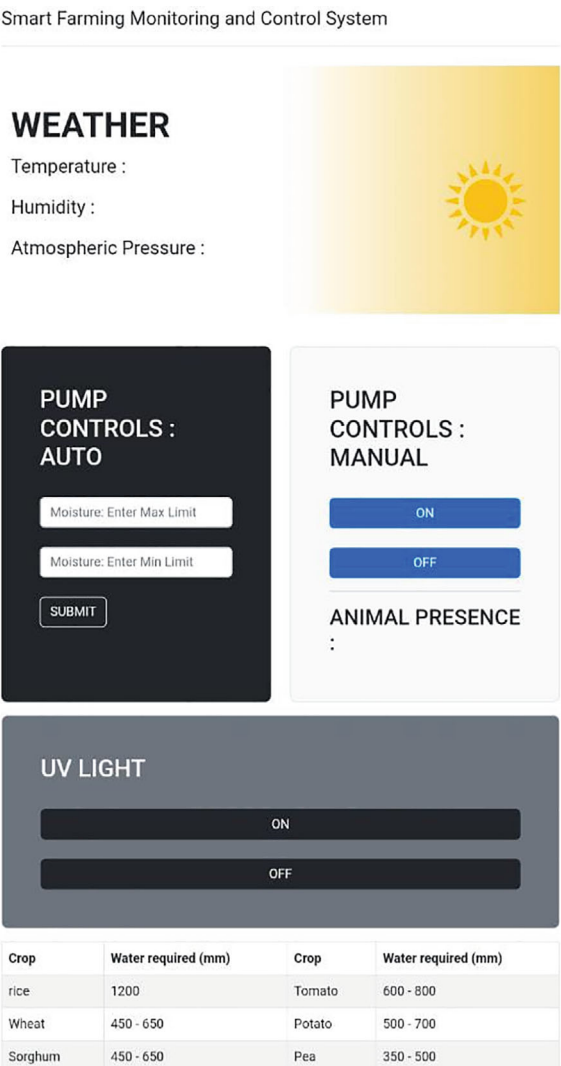 Smart Farming Monitoring and Control System
WEATHER
Temperature :
Humidity :
Atmospheric Pressure :
PUMP
CONTROLS :
AUTO
Moisture: Enter Max Limit
Moisture: Enter Min Limit
SUBMIT
PUMP
CONTROLS :
MANUAL
ON
OFF
ANIMAL PRESENCE
:
UV LIGHT
ON
OFF
Crop Water required (mm) Crop Water required (mm)
rice 1200 Tomato 600 - 800
Wheat 450 - 650 Potato 500 - 700
Sorghum 450 - 650 Pea 350 - 500